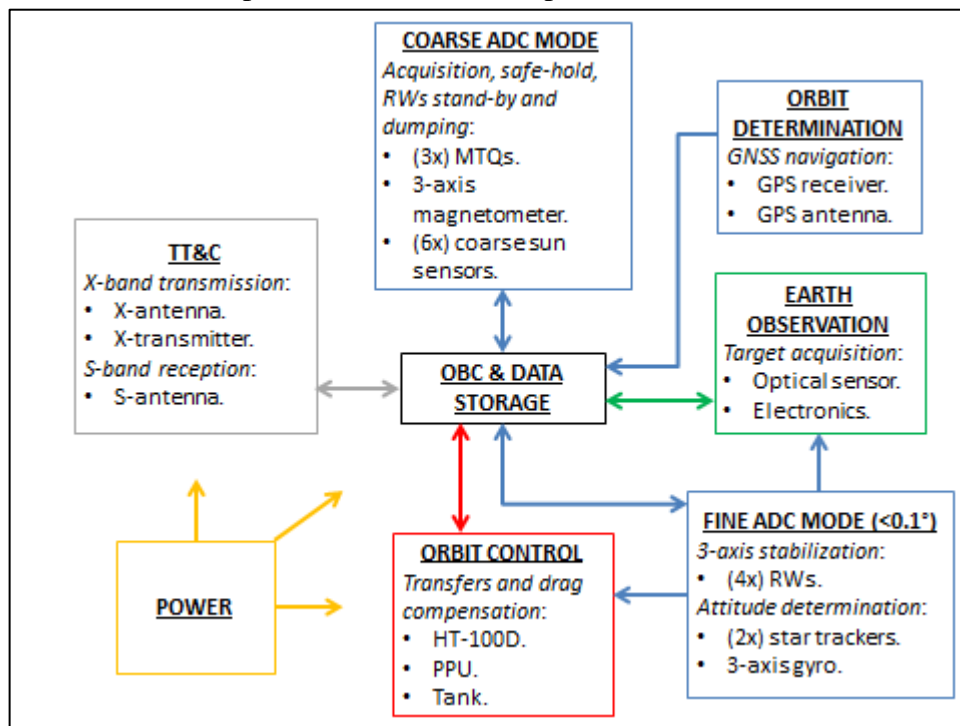 COARSE ADC MODE
Acquisition, safe-hold,
RWs stand-by and
dumping:
• (3x) MTQs.
• 3-axis
magnetometer.
• (6x) coarse sun
sensors.
ORBIT
DETERMINATION
GNSS navigation:
• GPS receiver.
• GPS antenna.
TT&C
X-band transmission:
• X-antenna.
• X-transmitter.
S-band reception:
• S-antenna.
OBC & DATA
STORAGE
EARTH
OBSERVATION
Target acquisition:
• Optical sensor.
• Electronics.
POWER
ORBIT CONTROL
Transfers and drag
compensation:
• HT-100D.
• PPU.
• Tank.
FINE ADC MODE (<0.1°)
3-axis stabilization:
• (4x) RWs.
Attitude determination:
• (2x) star trackers.
• 3-axis gyro.